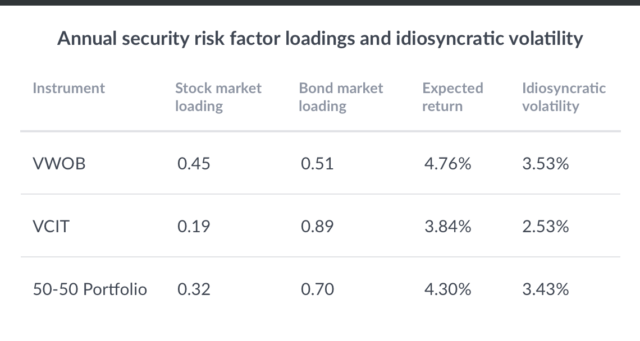 Annual security risk factor loadings and idiosyncratic volatility
Instrument Stock market loading Bond market loading Expected return Idiosyncratic volatility
VWOB 0.45 0.51 4.76% 3.53%
VCIT 0.19 0.89 3.84% 2.53%
50-50 Portfolio 0.32 0.70 4.30% 3.43%